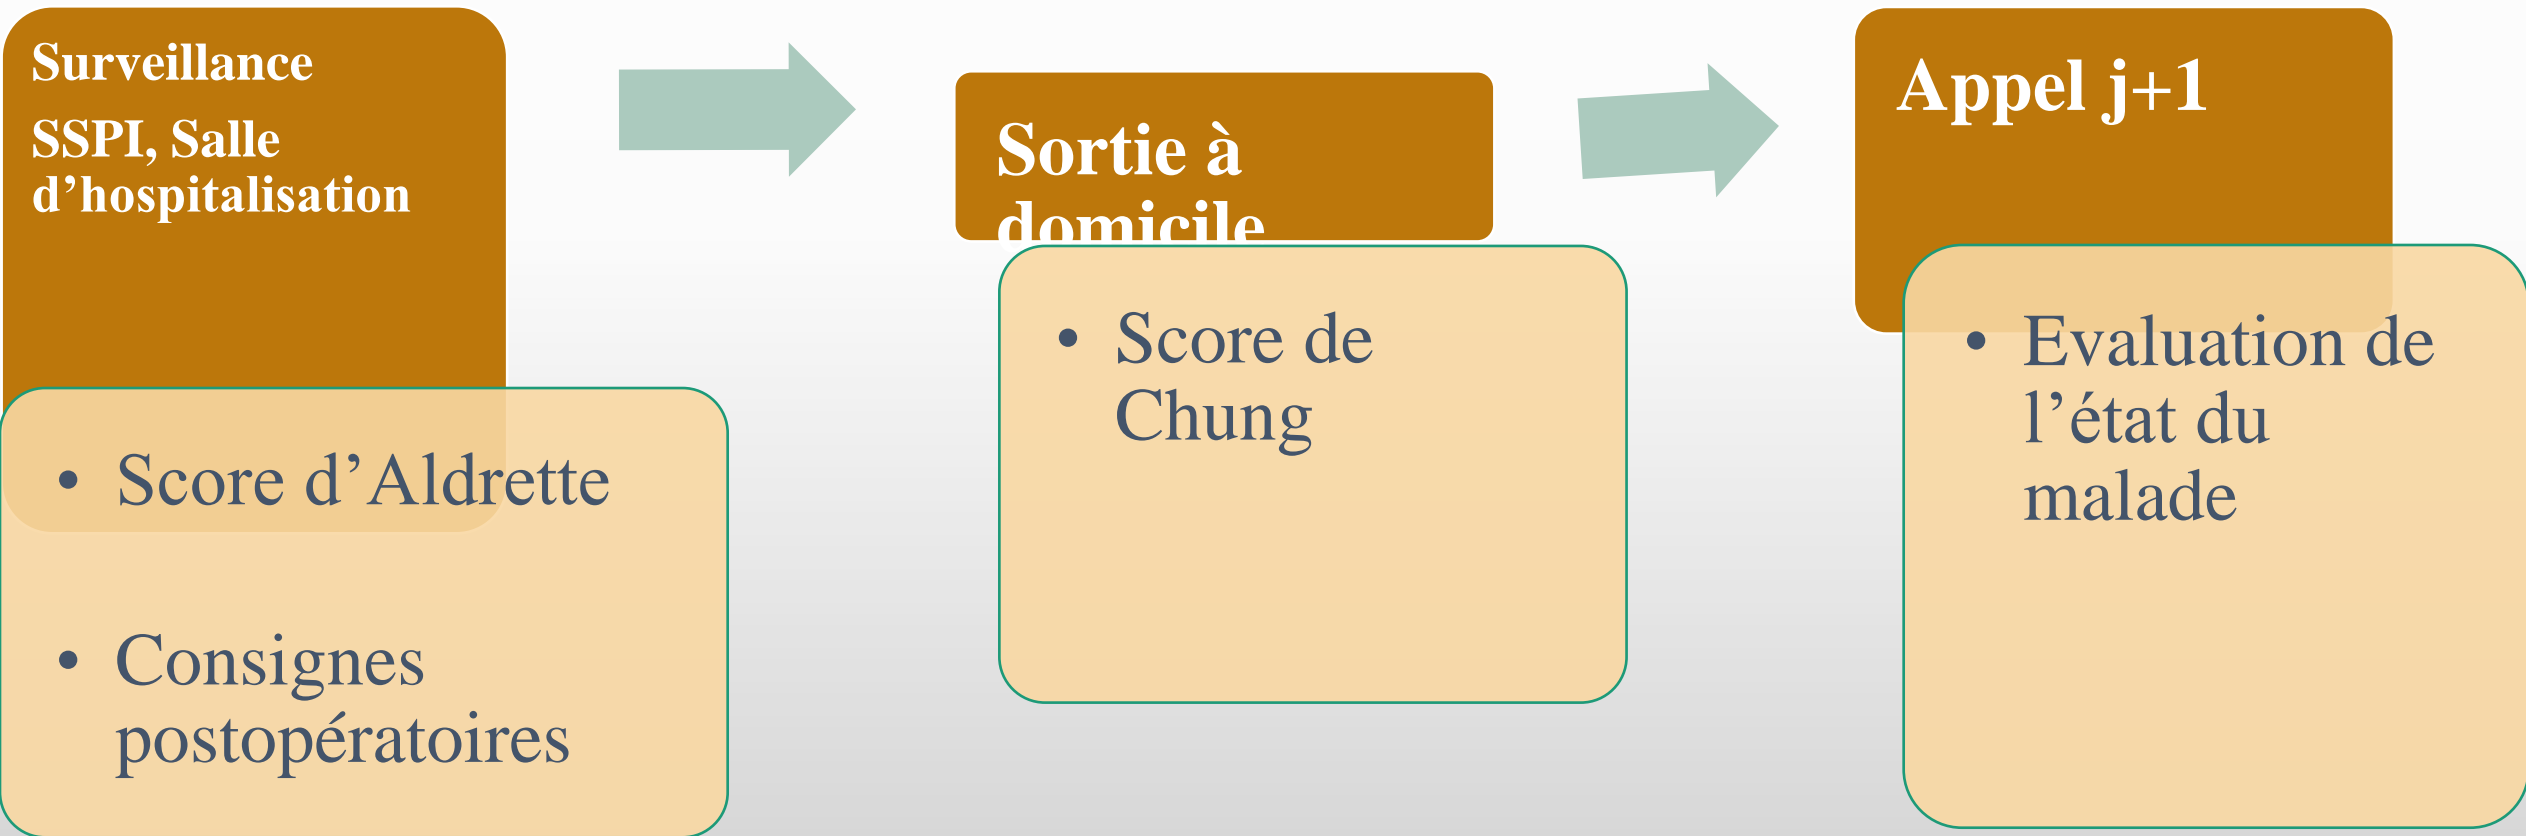 Surveillance
SSPI, Salle
d’hospitalisation
• Score d’Aldrette
• Consignes
postopératoires
Sortie à
domicile
• Score de
Chung
Appel j+1
• Evaluation de
l’état du
malade